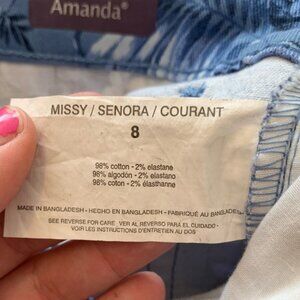 Amanda®
MISSY / SENORA / COURANT
8
98% cotton - 2% elastane
98% algodón - 2% elastano
98% coton - 2% élasthanne
MADE IN BANGLADESH - HECHO EN BANGLADESH - FABRIQUÉ AU BANGLADESH
SEE REVERSE FOR CARE / VER AL REVERSO PARA EL CUIDADO /
VOIR LES INSTRUCTIONS D'ENTRETIEN AU DOS